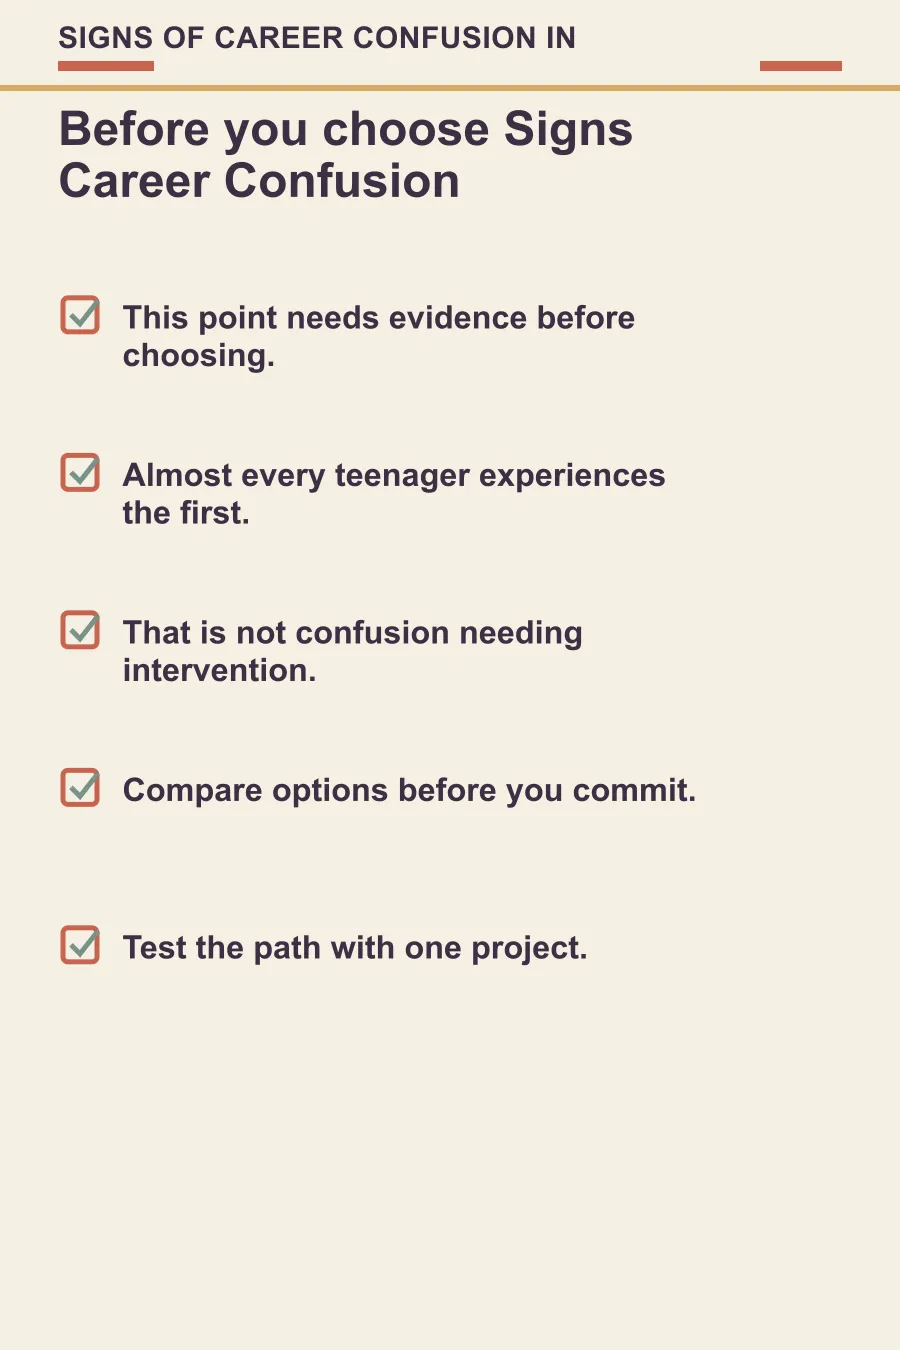 SIGNS OF CAREER CONFUSION IN
Before you choose Signs
Career Confusion
This point needs evidence before
choosing.
Almost every teenager experiences
the first.
That is not confusion needing
intervention.
Compare options before you commit.
Test the path with one project.